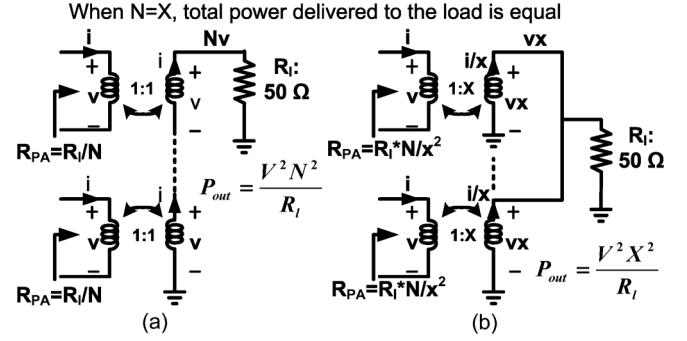 When N=X, total power delivered to the load is equal
i
+
v
–
1:1
i
+
v
–
Nv
Rl:
50 Ω
RPA=Rl/N
Pout = V²N² / Rl
i
+
v
–
1:1
i
+
v
–
RPA=Rl/N
(a)
i
+
v
–
1:X
i/x
+
vx
–
vx
Rl:
50 Ω
RPA=Rl*N/x²
i
+
v
–
1:X
i/x
+
vx
–
RPA=Rl*N/x²
Pout = V²X² / Rl
(b)